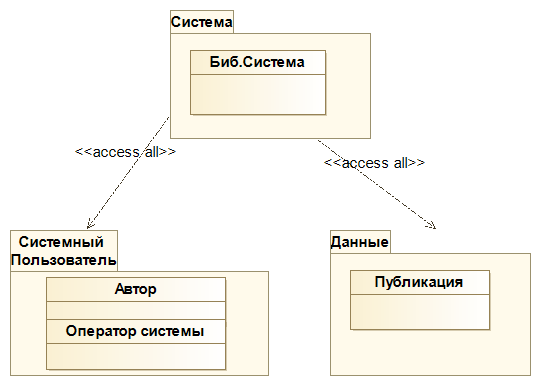 Система
Биб.Система
<<access all>>
<<access all>>
Системный
Пользователь
Автор
Оператор системы
Данные
Публикация